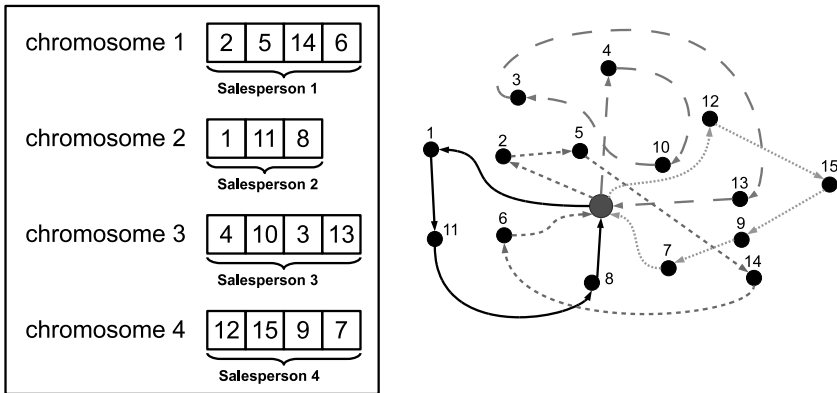 chromosome 1 2 5 14 6
Salesperson 1
chromosome 2 1 11 8
Salesperson 2
chromosome 3 4 10 3 13
Salesperson 3
chromosome 4 12 15 9 7
Salesperson 4
4
3
12
1
2
5
10
15
13
6
11
9
7
14
8